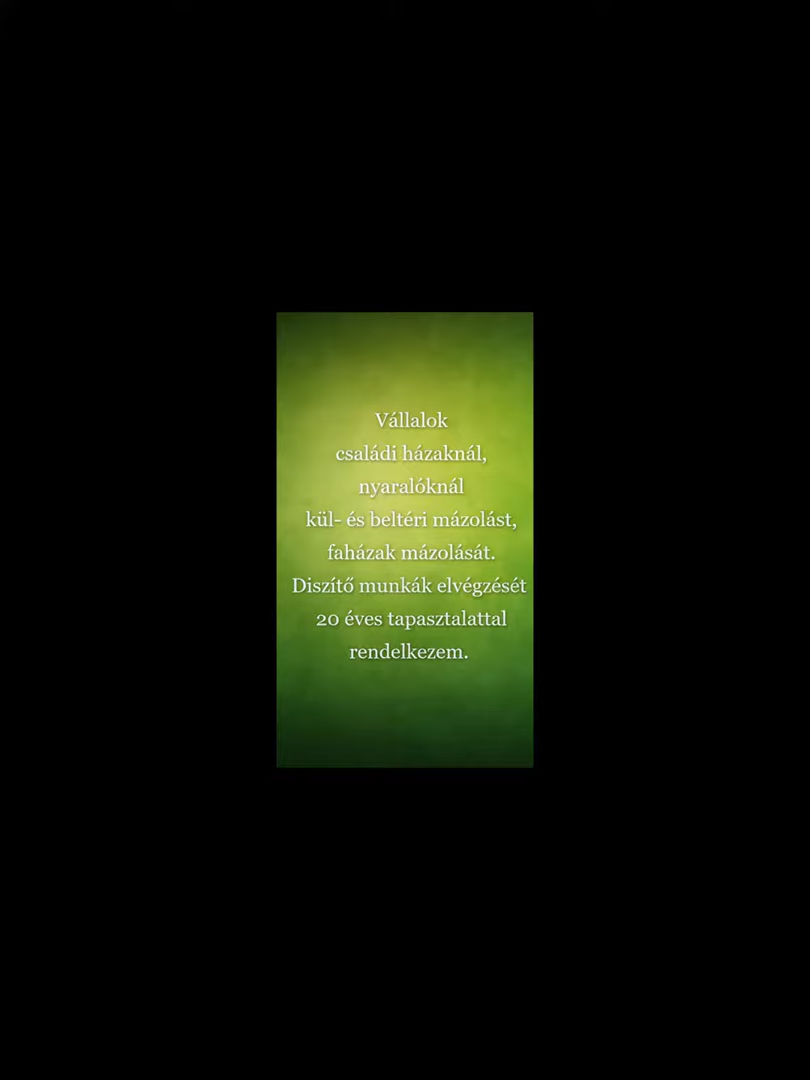 Vállalok
családi házaknál,
nyaralóknál
kül- és beltéri mázolást,
faházak mázolását.
Diszítő munkák elvégzését
20 éves tapasztalattal
rendelkezem.